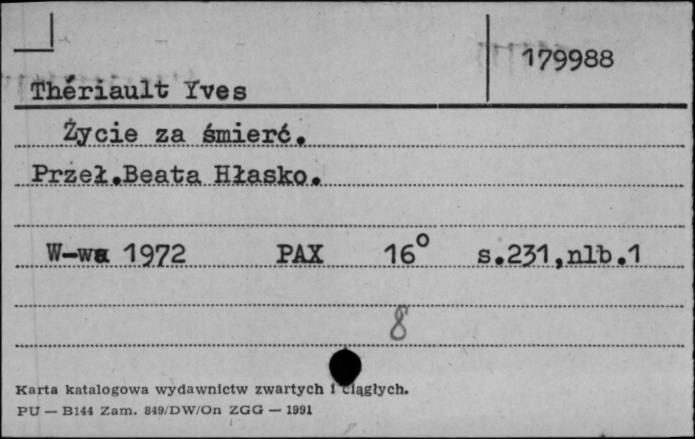 179988
Thériault Yves
Życie za śmierć.
Przeł.Beata Hłasko.
W-wa 1972 PAX 16° s.231,nlb.1
8
Karta katalogowa wydawnictw zwartych i ciągłych.
PU — B144 Zam. 849/DW/On ZGG — 1991